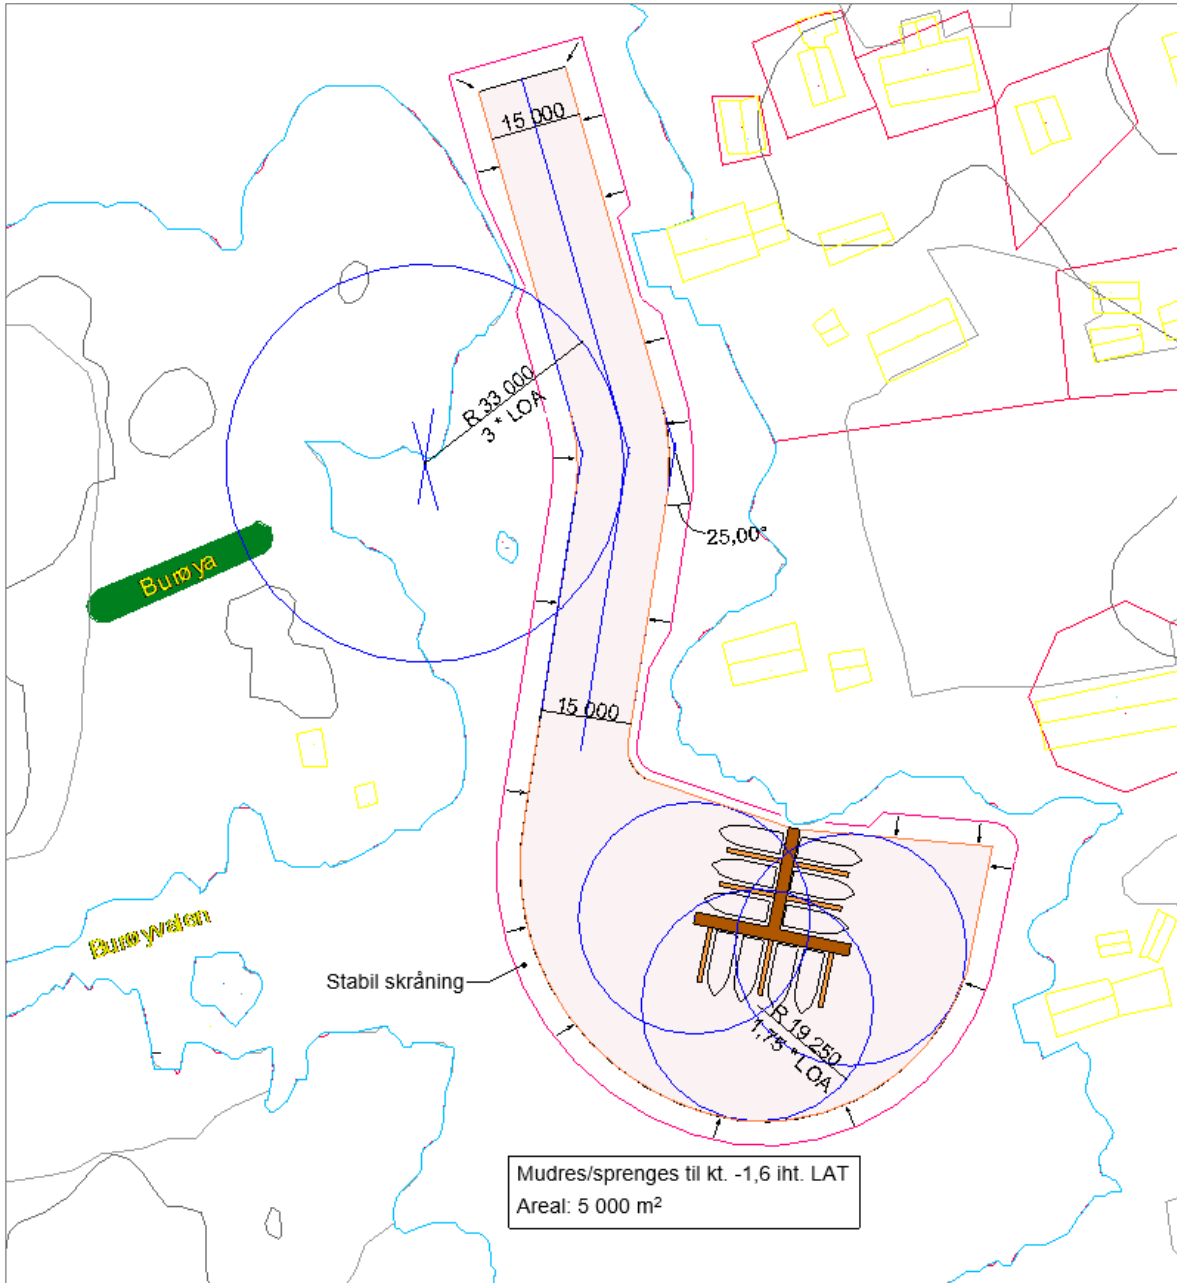 15 000
R 33 000
3 * LOA
25,00°
Burøya
15 000
Burøyvalen
Stabil skråning
R 19 250
1,75 *LOA
Mudres/sprenges til kt. -1,6 iht. LAT
Areal: 5 000 m²